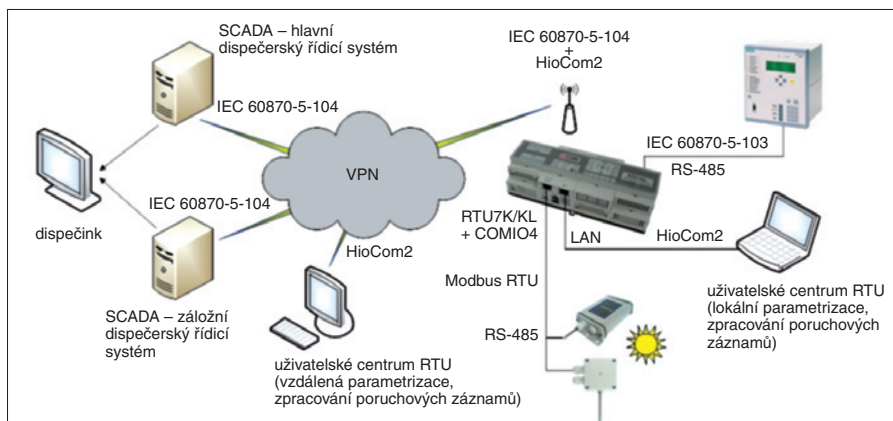 SCADA – hlavní
dispečerský řídicí systém
IEC 60870-5-104
dispečink
IEC 60870-5-104
SCADA – záložní
dispečerský řídicí
systém
VPN
HioCom2
uživatelské centrum RTU
(vzdálená parametrizace,
zpracování poruchových záznamů)
IEC 60870-5-104
+
HioCom2
IEC 60870-5-103
RS-485
RTU7K/KL
+ COMIO4
LAN
HioCom2
Modbus RTU
RS-485
uživatelské centrum RTU
(lokální parametrizace,
zpracování poruchových
záznamů)